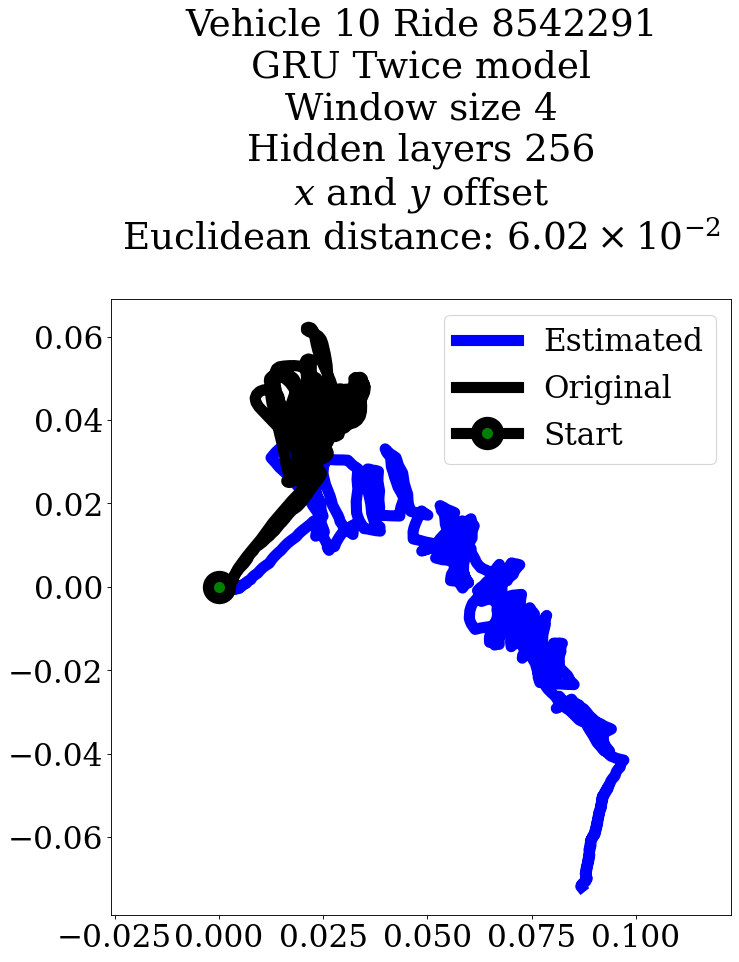 Vehicle 10 Ride 8542291
GRU Twice model
Window size 4
Hidden layers 256
x and y offset
Euclidean distance: 6.02 × 10⁻²
Estimated
Original
Start
0.06
0.04
0.02
0.00
−0.02
−0.04
−0.06
−0.025 0.000 0.025 0.050 0.075 0.100